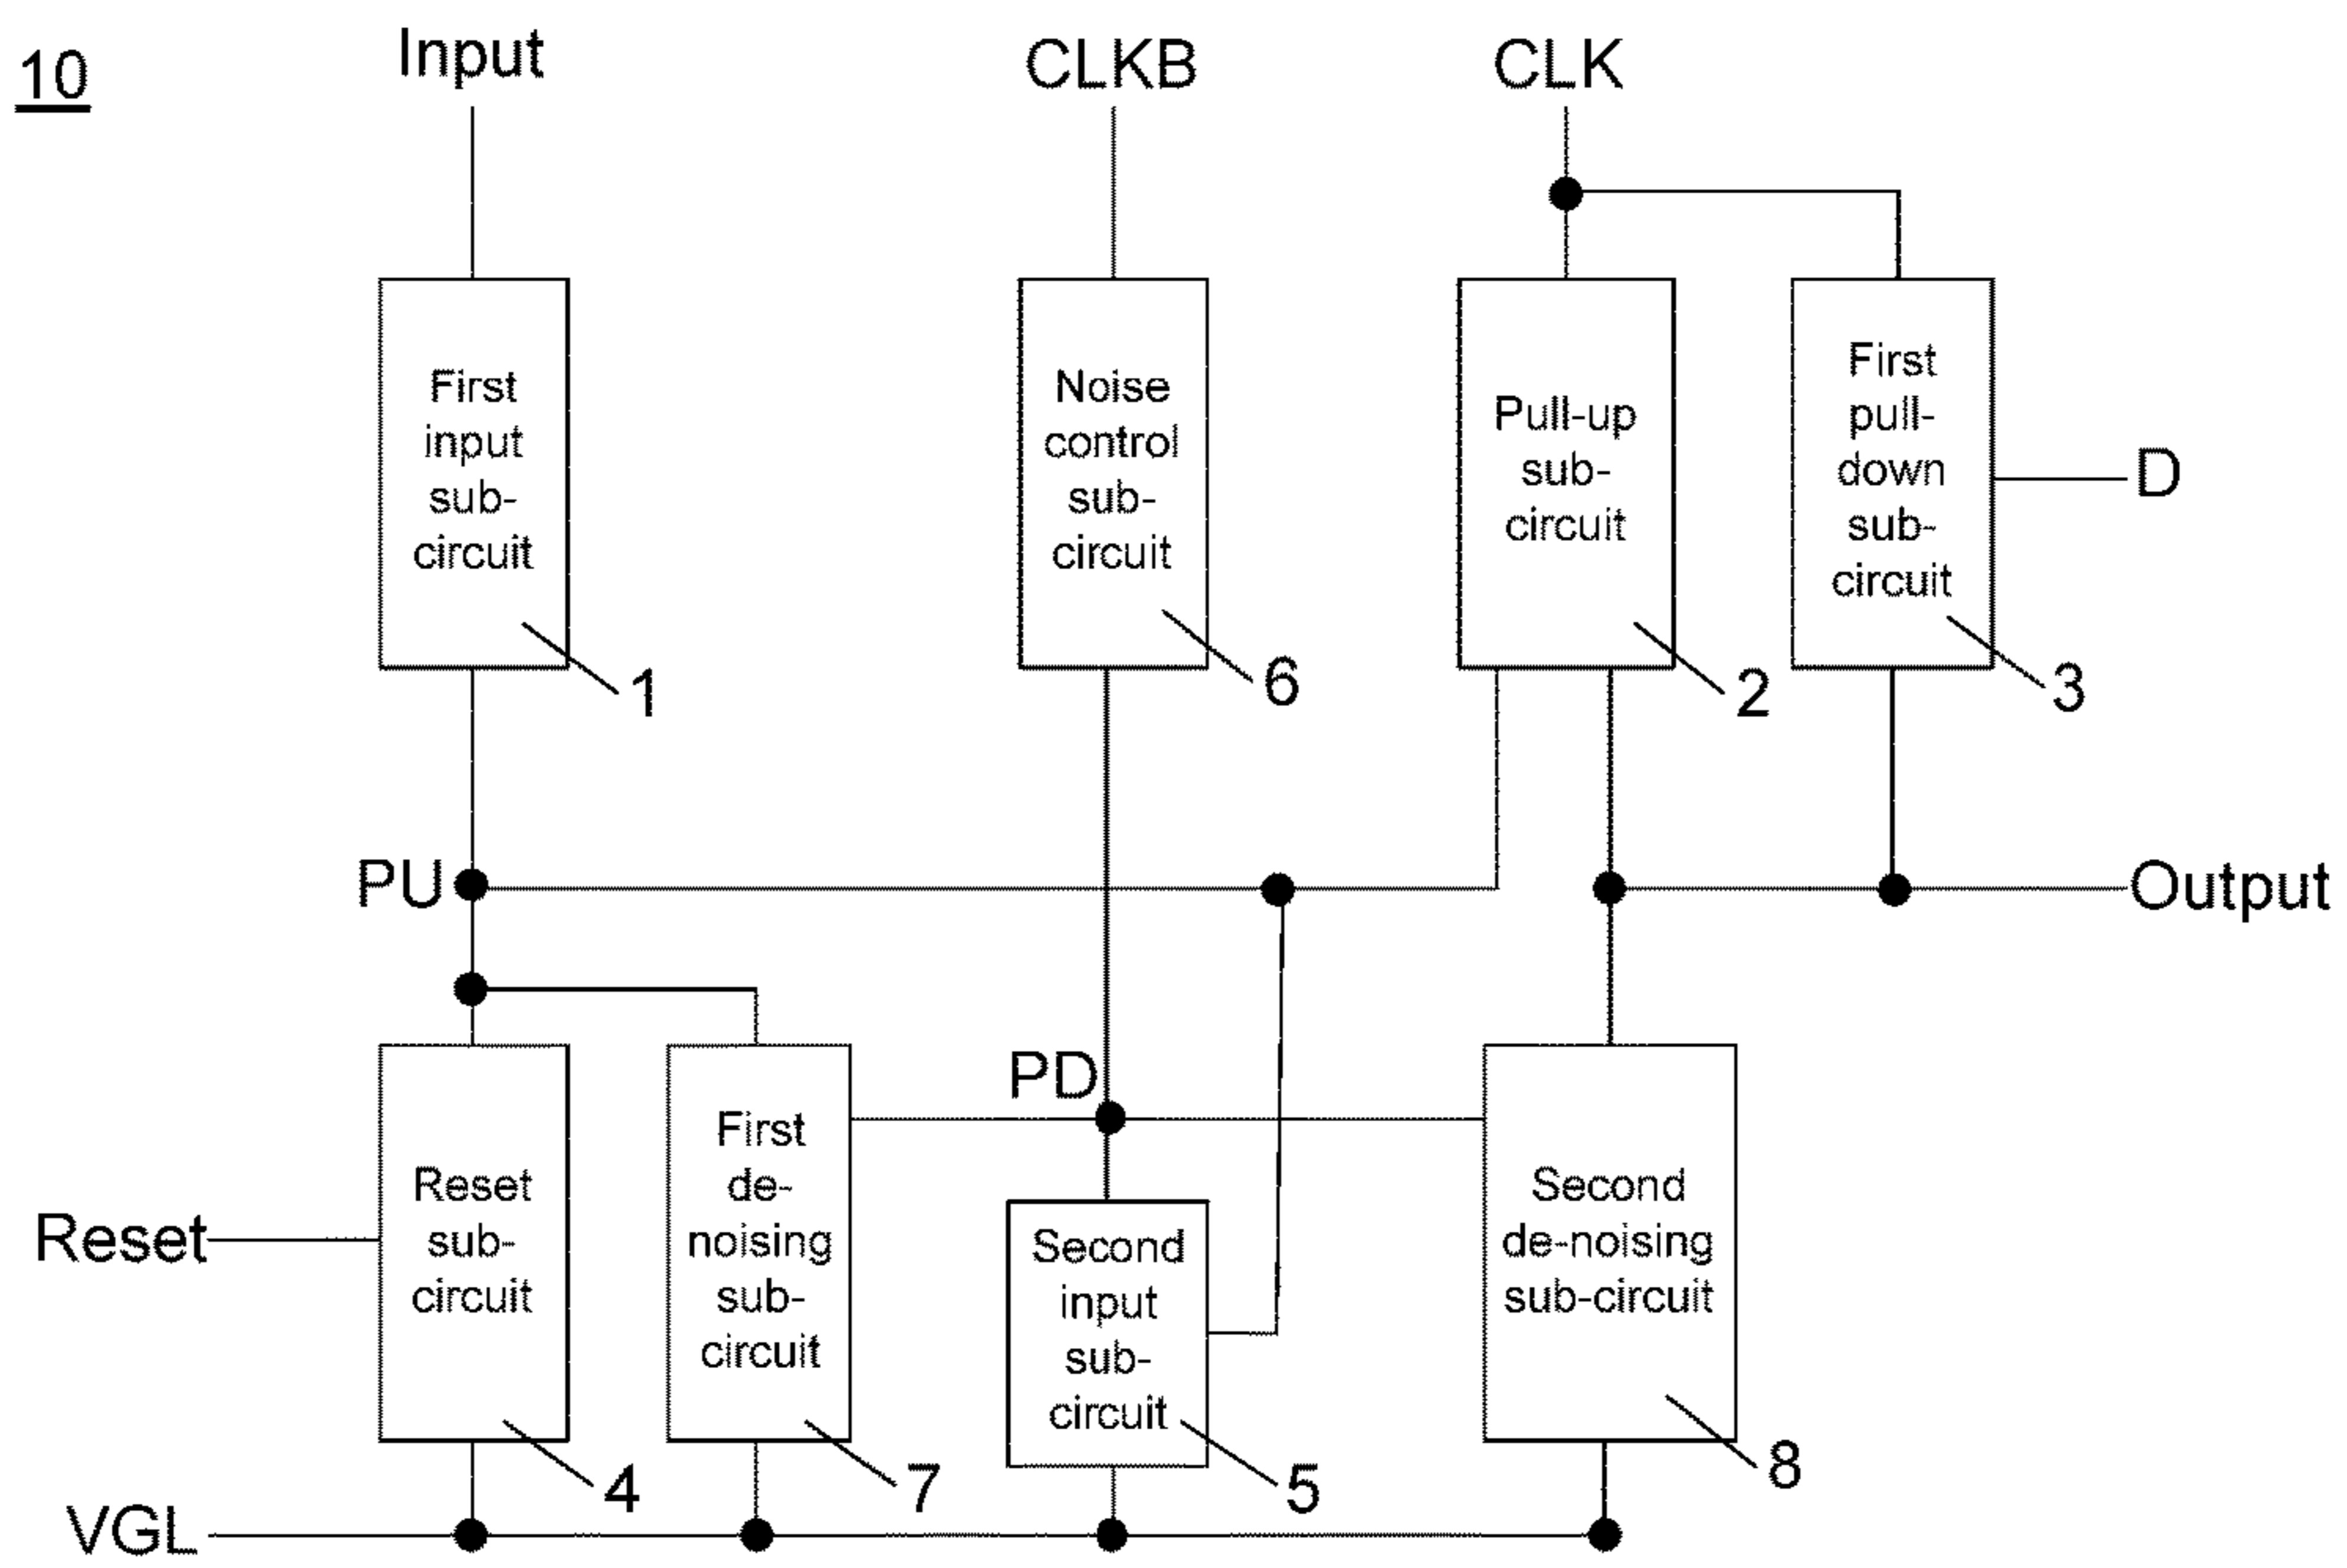 10
Input
CLKB
CLK
First
input
sub-
circuit
1
Noise
control
sub-
circuit
6
Pull-up
sub-
circuit
2
First
pull-
down
sub-
circuit
3
D
PU
Output
PD
Reset
Reset
sub-
circuit
4
First
de-
noising
sub-
circuit
7
Second
input
sub-
circuit
5
Second
de-noising
sub-circuit
8
VGL